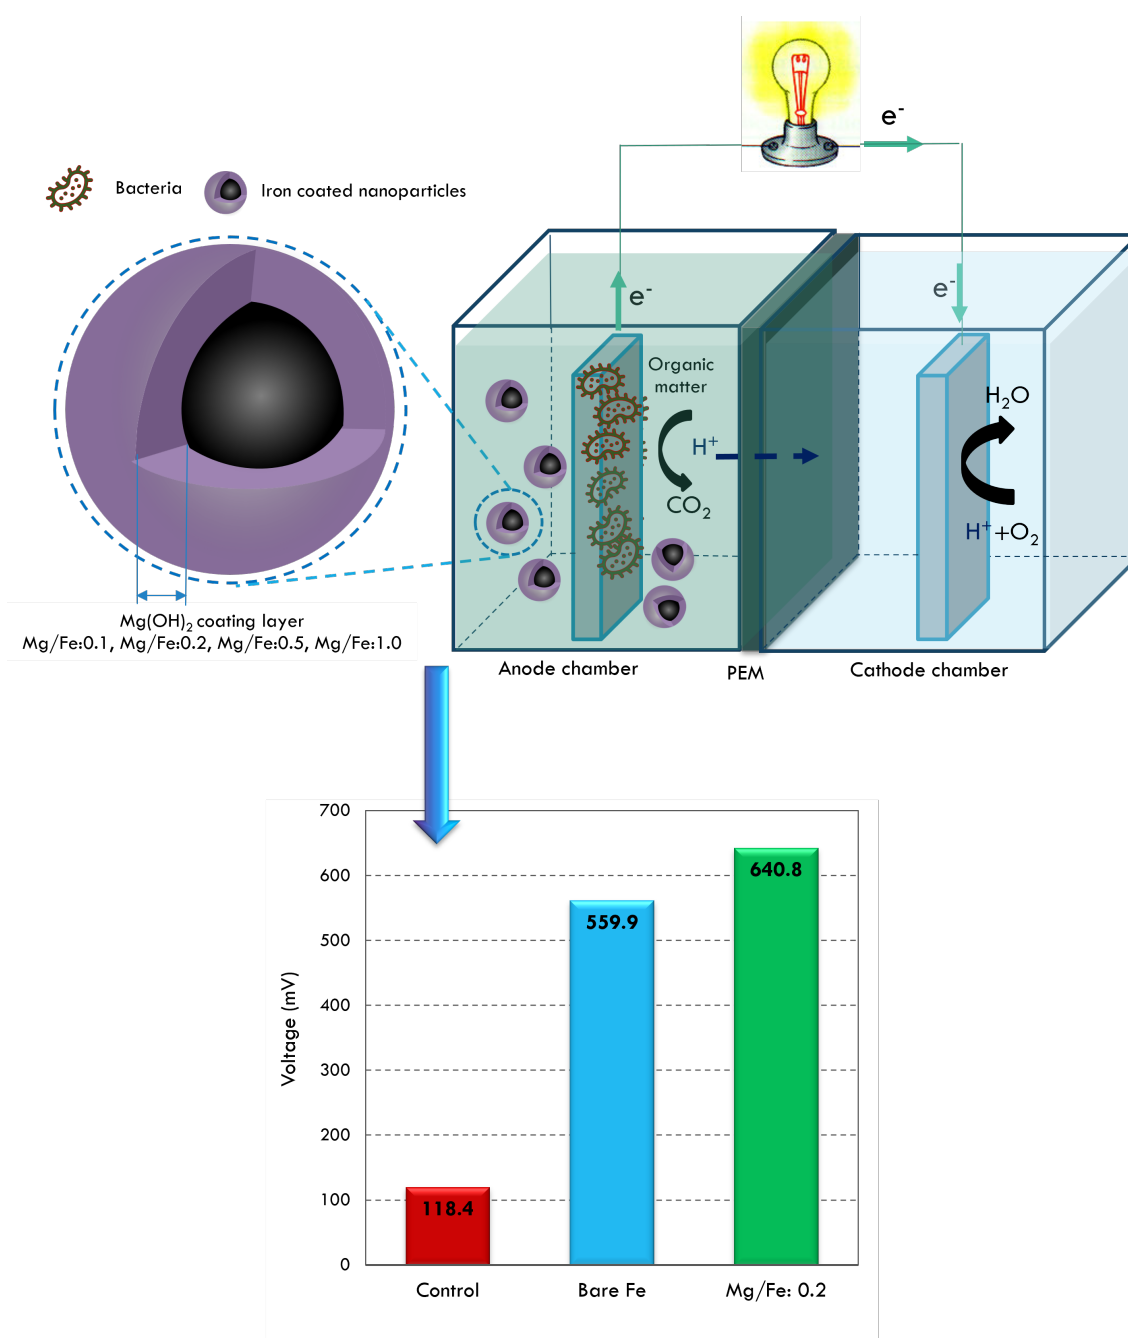 e⁻
Bacteria
Iron coated nanoparticles
e⁻
e⁻
Organic
matter
H⁺
CO₂
H₂O
H⁺+O₂
Mg(OH)₂ coating layer
Mg/Fe:0.1, Mg/Fe:0.2, Mg/Fe:0.5, Mg/Fe:1.0
Anode chamber
PEM
Cathode chamber
700
600
500
400
300
200
100
0
Voltage (mV)
118.4
559.9
640.8
Control
Bare Fe
Mg/Fe: 0.2